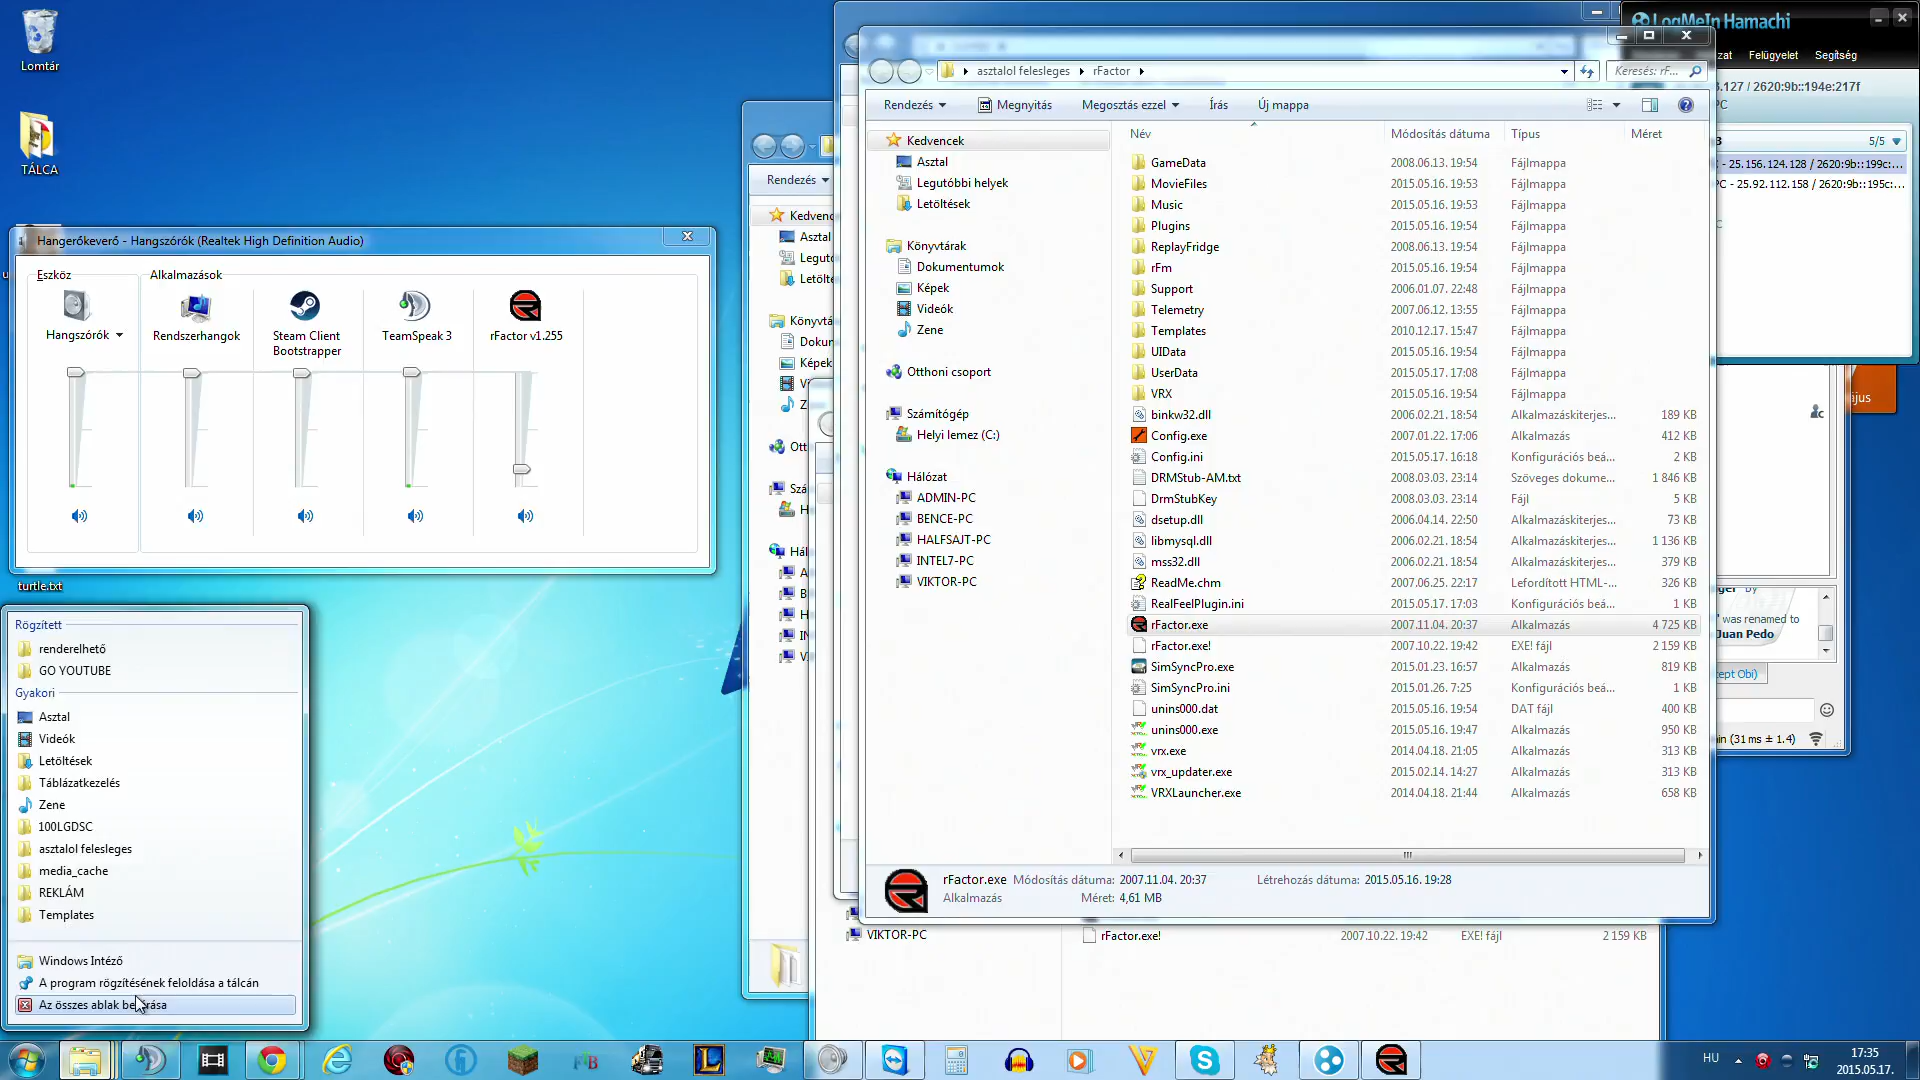 Lomtár
TÁLCA
turtle.txt
Hangerőkeverő - Hangszórók (Realtek High Definition Audio)
Eszköz
Alkalmazások
Hangszórók
Rendszerhangok
Steam Client
Bootstrapper
TeamSpeak 3
rFactor v1.255
Rögzített
renderelhető
GO YOUTUBE
Gyakori
Asztal
Videók
Letöltések
Táblázatkezelés
Zene
100LGDSC
asztalol felesleges
media_cache
REKLÁM
Templates
Windows Intéző
A program rögzítésének feloldása a tálcán
Az összes ablak
Rendezés
Asztal
asztalol felesleges rFactor
Keresés: rF...
Rendezés Megnyitás Megosztás ezzel Írás Új mappa
Kedvencek
Asztal
Legutóbbi helyek
Letöltések
Könyvtárak
Dokumentumok
Képek
Videók
Zene
Otthoni csoport
Számítógép
Helyi lemez (C:)
Hálózat
ADMIN-PC
BENCE-PC
HALFSAJT-PC
INTEL7-PC
VIKTOR-PC
Név Módosítás dátuma Típus Méret
GameData 2008.06.13. 19:54 Fájlmappa
MovieFiles 2015.05.16. 19:53 Fájlmappa
Music 2015.05.16. 19:53 Fájlmappa
Plugins 2015.05.16. 19:54 Fájlmappa
ReplayFridge 2008.06.13. 19:54 Fájlmappa
rFm 2015.05.16. 19:54 Fájlmappa
Support 2006.01.07. 22:48 Fájlmappa
Telemetry 2007.06.12. 13:55 Fájlmappa
Templates 2010.12.17. 15:47 Fájlmappa
UIData 2015.05.16. 19:54 Fájlmappa
UserData 2015.05.17. 17:08 Fájlmappa
VRX 2015.05.16. 19:54 Fájlmappa
binkw32.dll 2006.02.21. 18:54 Alkalmazáskiterjes... 189 KB
Config.exe 2007.01.22. 17:06 Alkalmazás 412 KB
Config.ini 2015.05.17. 16:18 Konfigurációs beá... 2 KB
DRMStub-AM.txt 2008.03.03. 23:14 Szöveges dokume... 1 846 KB
DrmStubKey 2008.03.03. 23:14 Fájl 5 KB
dsetup.dll 2006.04.14. 22:50 Alkalmazáskiterjes... 73 KB
libmysql.dll 2006.02.21. 18:54 Alkalmazáskiterjes... 1 136 KB
mss32.dll 2006.02.21. 18:54 Alkalmazáskiterjes... 379 KB
ReadMe.chm 2007.06.25. 22:17 Lefordított HTML-... 326 KB
RealFeelPlugin.ini 2015.05.17. 17:03 Konfigurációs beá... 1 KB
rFactor.exe 2007.11.04. 20:37 Alkalmazás 4 725 KB
rFactor.exe! 2007.10.22. 19:42 EXE! fájl 2 159 KB
SimSyncPro.exe 2015.01.23. 16:57 Alkalmazás 819 KB
SimSyncPro.ini 2015.01.26. 7:25 Konfigurációs beá... 1 KB
unins000.dat 2015.05.16. 19:54 DAT fájl 400 KB
unins000.exe 2015.05.16. 19:47 Alkalmazás 950 KB
vrx.exe 2014.04.18. 21:05 Alkalmazás 313 KB
vrx_updater.exe 2015.02.14. 14:27 Alkalmazás 313 KB
VRXLauncher.exe 2014.04.18. 21:44 Alkalmazás 658 KB
rFactor.exe Módosítás dátuma: 2007.11.04. 20:37 Létrehozás dátuma: 2015.05.16. 19:28
Alkalmazás Méret: 4,61 MB
VIKTOR-PC
rFactor.exe! 2007.10.22. 19:42 EXE! fájl 2 159 KB
LogMeIn Hamachi
Felügyelet Segítség
.127 / 2620:9b::194e:217f
5/5
- 25.156.124.128 / 2620:9b::199c:...
PC - 25.92.112.158 / 2620:9b::195c:...
was renamed to
Juan Pedo
(31 ms ± 1.4)
HU
17:35
2015.05.17.